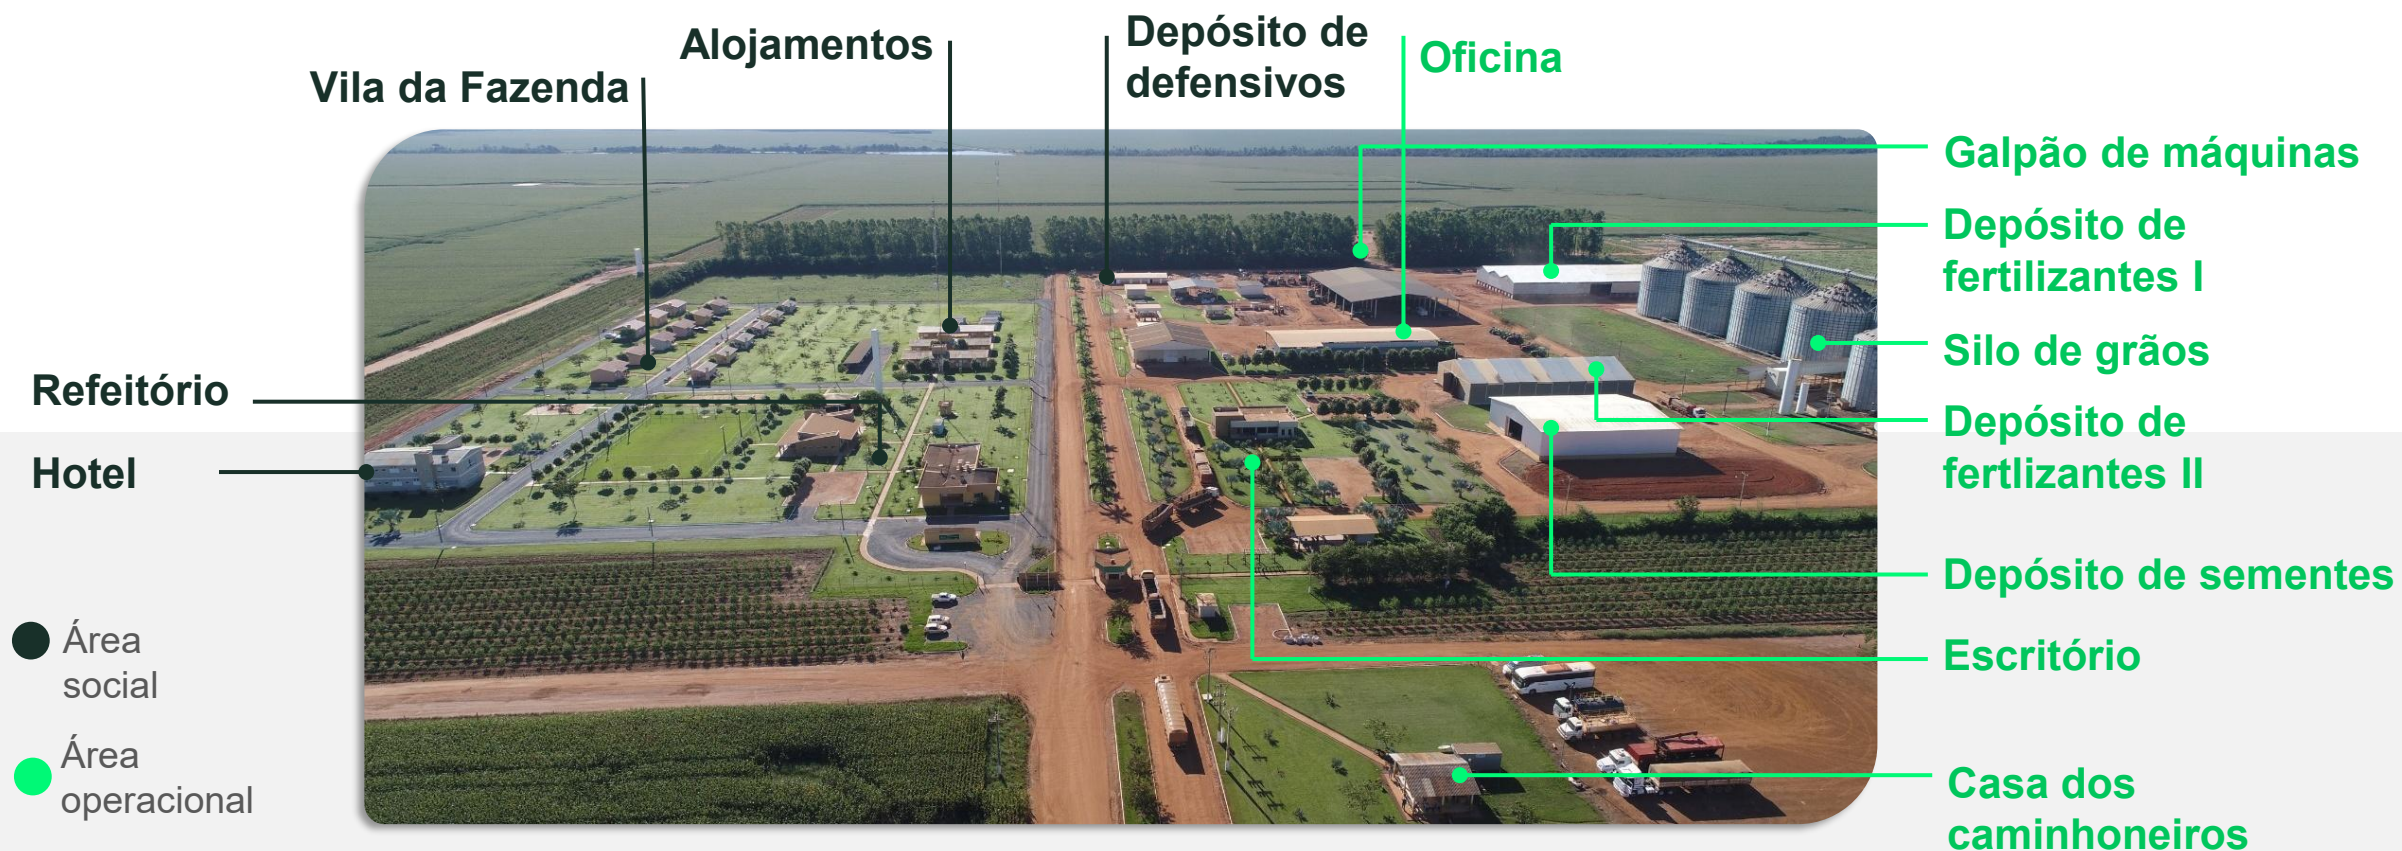 Alojamentos
Depósito de
defensivos
Oficina
Vila da Fazenda
Galpão de máquinas
Depósito de
fertilizantes I
Silo de grãos
Refeitório
Depósito de
fertlizantes II
Hotel
Depósito de sementes
Escritório
Área
social
Área
operacional
Casa dos
caminhoneiros